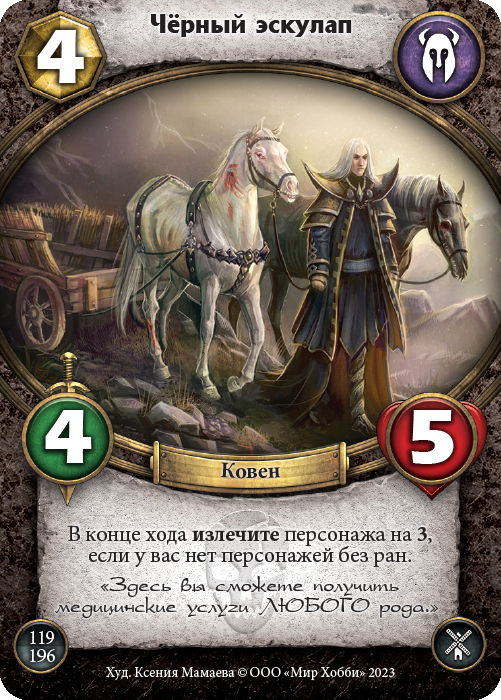 4
Чёрный эскулап
4
5
Ковен
В конце хода излечите персонажа на 3,
если у вас нет персонажей без ран.
«Здесь вы сможете получить
медицинские услуги ЛЮБОГО рода.»
119
196
Худ. Ксения Мамаева © ООО «Мир Хобби» 2023